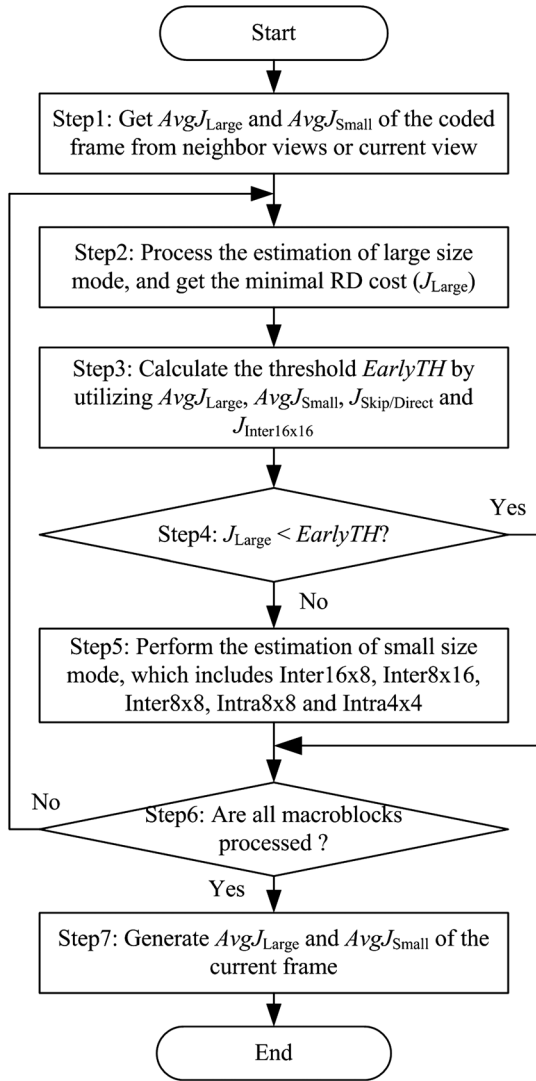 Start
Step1: Get AvgJLarge and AvgJSmall of the coded
frame from neighbor views or current view
Step2: Process the estimation of large size
mode, and get the minimal RD cost (JLarge)
Step3: Calculate the threshold EarlyTH by
utilizing AvgJLarge, AvgJSmall, JSkip/Direct and
JInter16x16
Yes
Step4: JLarge < EarlyTH?
No
Step5: Perform the estimation of small size
mode, which includes Inter16x8, Inter8x16,
Inter8x8, Intra8x8 and Intra4x4
No
Step6: Are all macroblocks
processed ?
Yes
Step7: Generate AvgJLarge and AvgJSmall of the
current frame
End